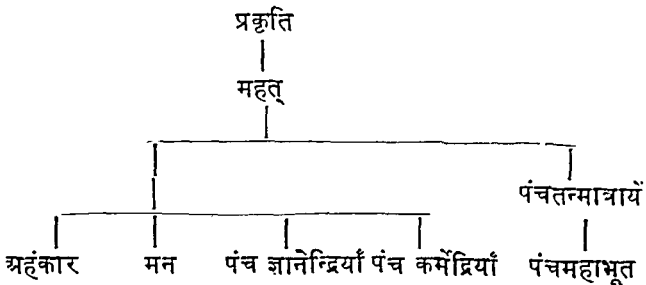 प्रकृति
महत्
पंचतन्मात्रायें
अहंकार मन पंच ज्ञानेन्द्रियाँ पंच कर्मेद्रियाँ पंचमहाभूत